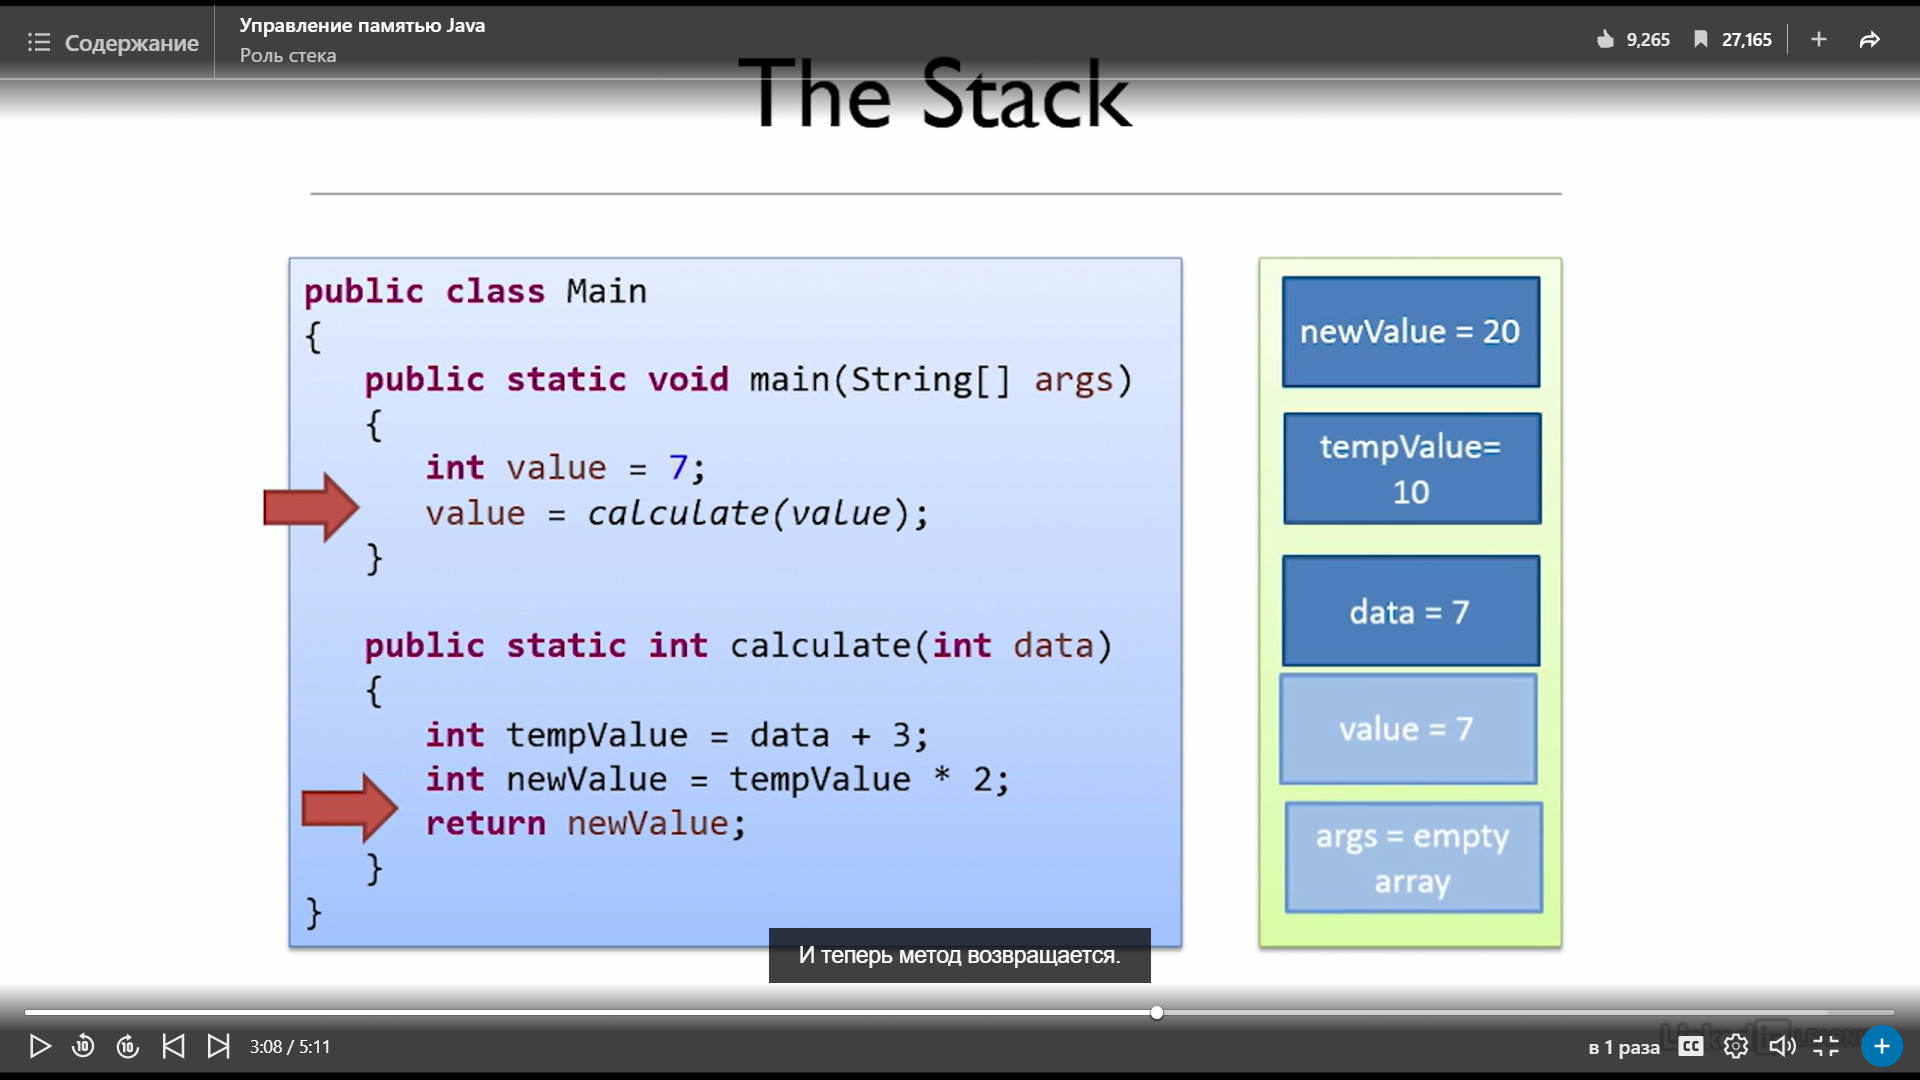 Содержание
Управление памятью Java
Роль стека
9,265
27,165
The Stack
public class Main
{
public static void main(String[] args)
{
int value = 7;
value = calculate(value);
}
public static int calculate(int data)
{
int tempValue = data + 3;
int newValue = tempValue * 2;
return newValue;
}
}
newValue = 20
tempValue=
10
data = 7
value = 7
args = empty
array
И теперь метод возвращается.
10
10
3:08 / 5:11
в 1 раза
CC
Linked in LEARNING